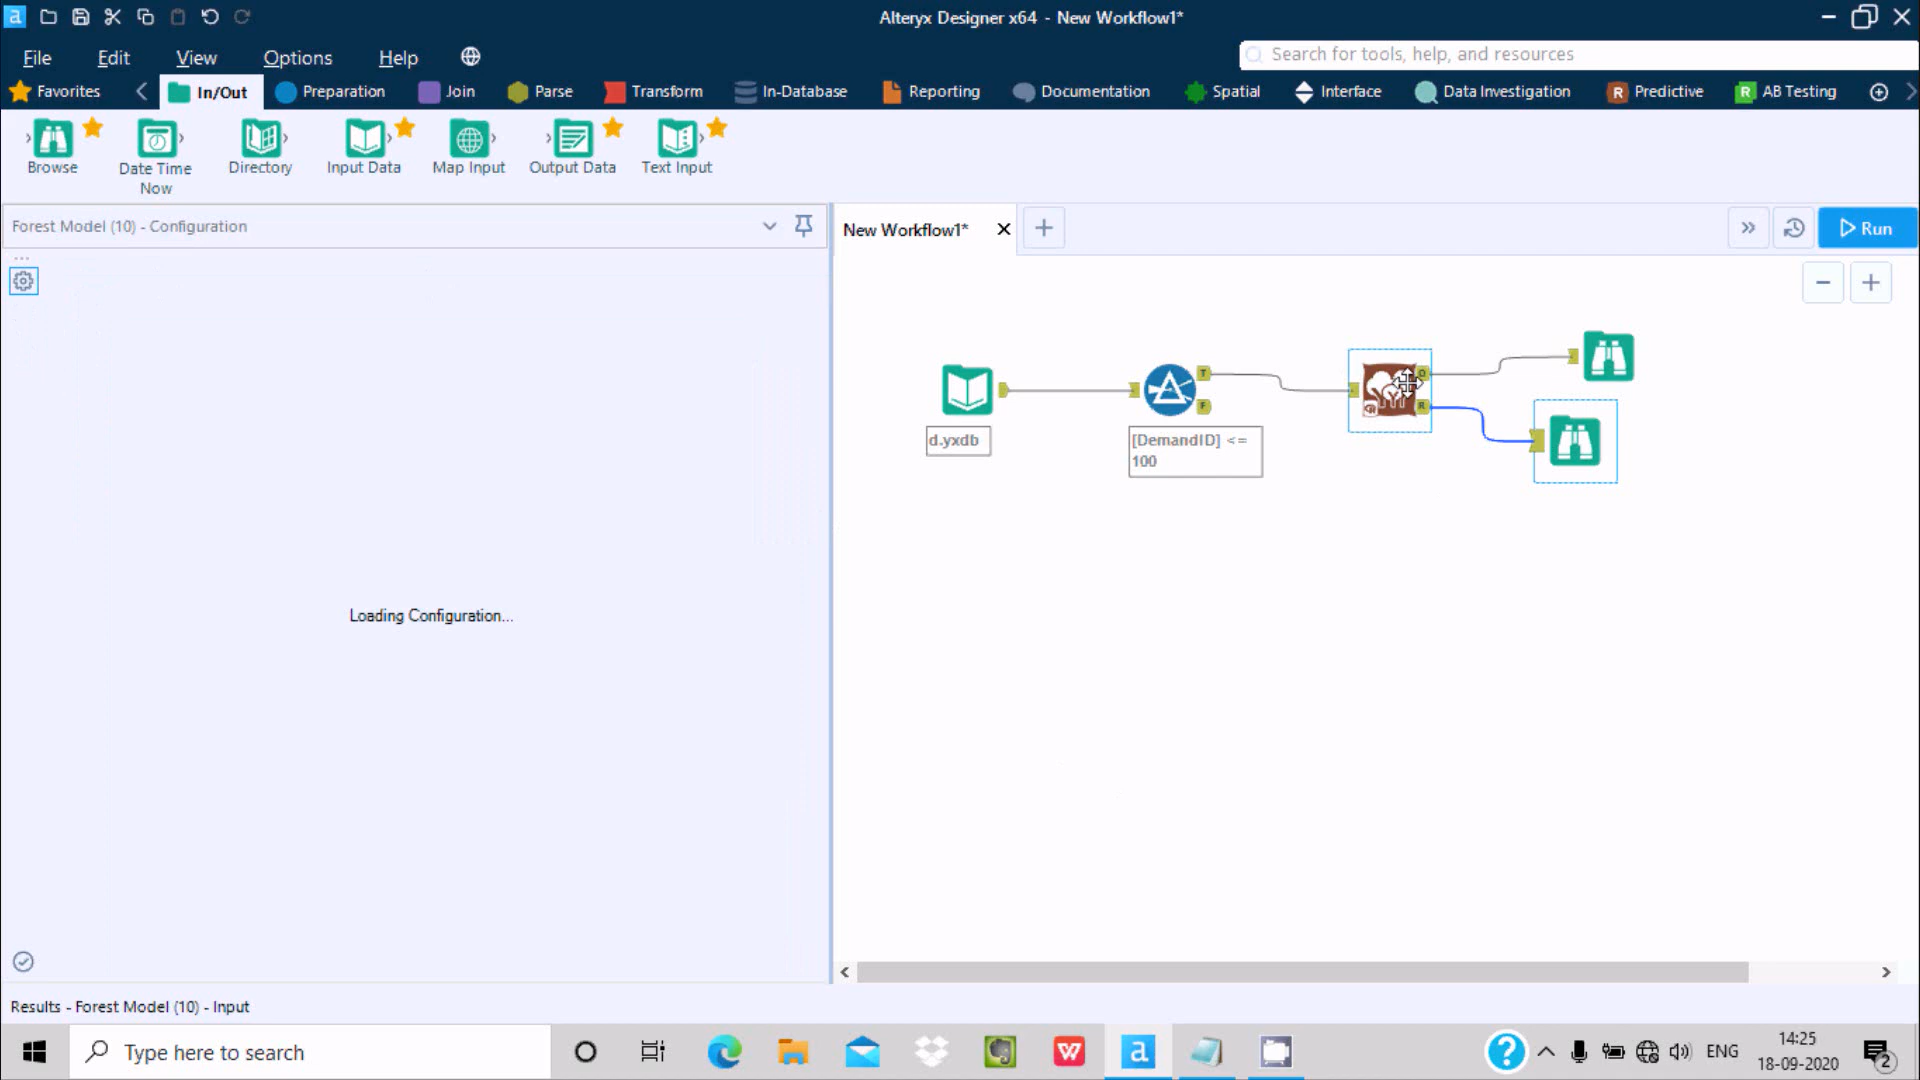 Alteryx Designer x64 - New Workflow1*
File Edit View Options Help
Search for tools, help, and resources
Favorites In/Out Preparation Join Parse Transform In-Database Reporting Documentation Spatial Interface Data Investigation Predictive AB Testing
Browse Date Time Directory Input Data Map Input Output Data Text Input
Now
Forest Model (10) - Configuration
New Workflow1*
Run
d.yxdb
[DemandID] <=
100
T
F
O
R
Loading Configuration...
Results - Forest Model (10) - Input
Type here to search
ENG
14:25
18-09-2020
2